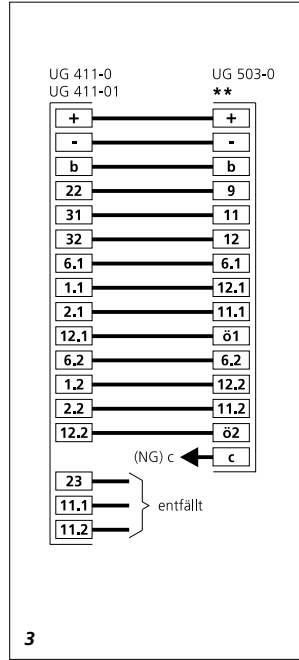 UG 411-0 UG 503-0
UG 411-01 **
+ +
- -
b b
22 9
31 11
32 12
6.1 6.1
1.1 12.1
2.1 11.1
12.1 ö1
6.2 6.2
1.2 12.2
2.2 11.2
12.2 ö2
(NG) c c
23
11.1 entfällt
11.2
3